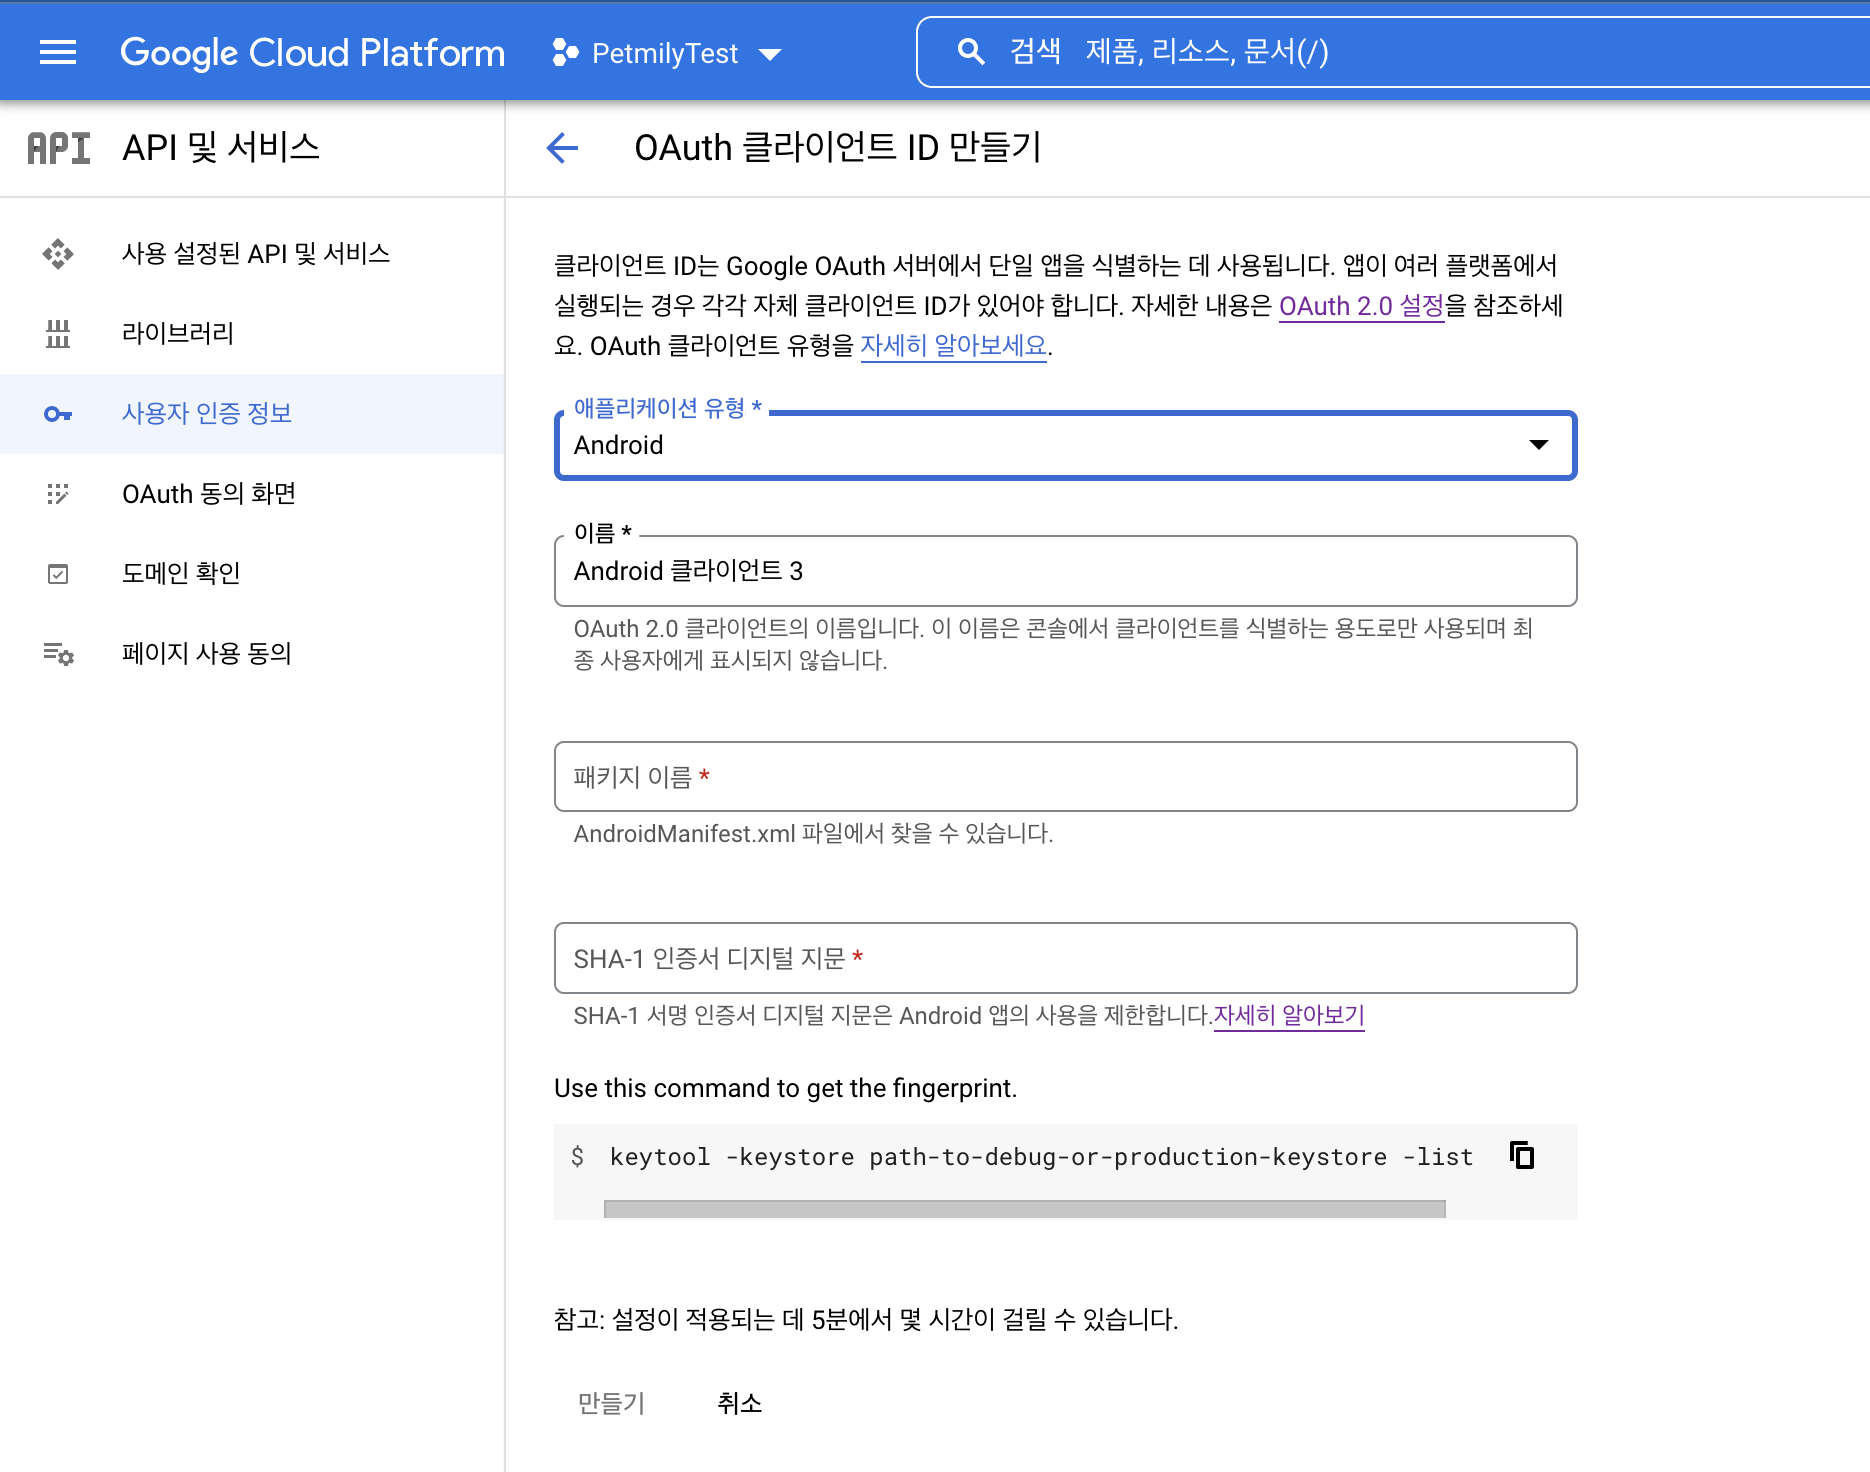 Google Cloud Platform
PetmilyTest
검색 제품, 리소스, 문서(/)
API API 및 서비스
사용 설정된 API 및 서비스
라이브러리
사용자 인증 정보
OAuth 동의 화면
도메인 확인
페이지 사용 동의
OAuth 클라이언트 ID 만들기
클라이언트 ID는 Google OAuth 서버에서 단일 앱을 식별하는 데 사용됩니다. 앱이 여러 플랫폼에서
실행되는 경우 각각 자체 클라이언트 ID가 있어야 합니다. 자세한 내용은 OAuth 2.0 설정을 참조하세
요. OAuth 클라이언트 유형을 자세히 알아보세요.
애플리케이션 유형 *
Android
이름 *
Android 클라이언트 3
OAuth 2.0 클라이언트의 이름입니다. 이 이름은 콘솔에서 클라이언트를 식별하는 용도로만 사용되며 최
종 사용자에게 표시되지 않습니다.
패키지 이름 *
AndroidManifest.xml 파일에서 찾을 수 있습니다.
SHA-1 인증서 디지털 지문 *
SHA-1 서명 인증서 디지털 지문은 Android 앱의 사용을 제한합니다.자세히 알아보기
Use this command to get the fingerprint.
$ keytool -keystore path-to-debug-or-production-keystore -list
참고: 설정이 적용되는 데 5분에서 몇 시간이 걸릴 수 있습니다.
만들기 취소